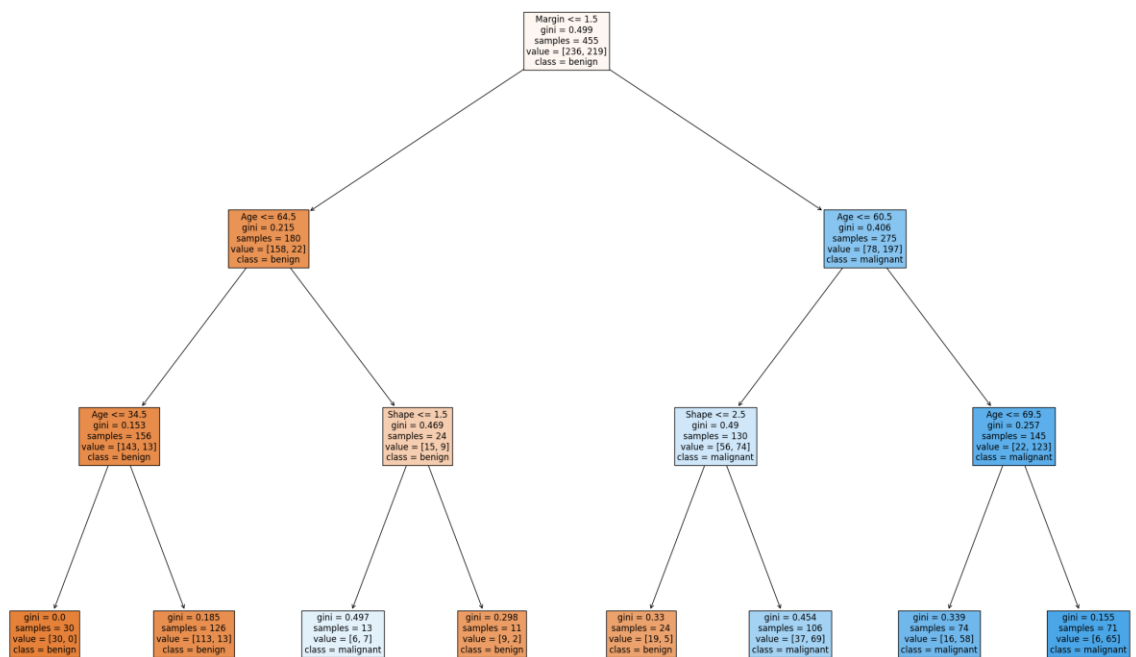 Margin <= 1.5
gini = 0.499
samples = 455
value = [236, 219]
class = benign
Age <= 64.5
gini = 0.215
samples = 180
value = [158, 22]
class = benign
Age <= 60.5
gini = 0.406
samples = 275
value = [78, 197]
class = malignant
Age <= 34.5
gini = 0.153
samples = 156
value = [143, 13]
class = benign
Shape <= 1.5
gini = 0.469
samples = 24
value = [15, 9]
class = benign
Shape <= 2.5
gini = 0.49
samples = 130
value = [56, 74]
class = malignant
Age <= 69.5
gini = 0.257
samples = 145
value = [22, 123]
class = malignant
gini = 0.0
samples = 30
value = [30, 0]
class = benign
gini = 0.185
samples = 126
value = [113, 13]
class = benign
gini = 0.497
samples = 13
value = [6, 7]
class = malignant
gini = 0.298
samples = 11
value = [9, 2]
class = benign
gini = 0.33
samples = 24
value = [19, 5]
class = benign
gini = 0.454
samples = 106
value = [37, 69]
class = malignant
gini = 0.339
samples = 74
value = [16, 58]
class = malignant
gini = 0.155
samples = 71
value = [6, 65]
class = malignant